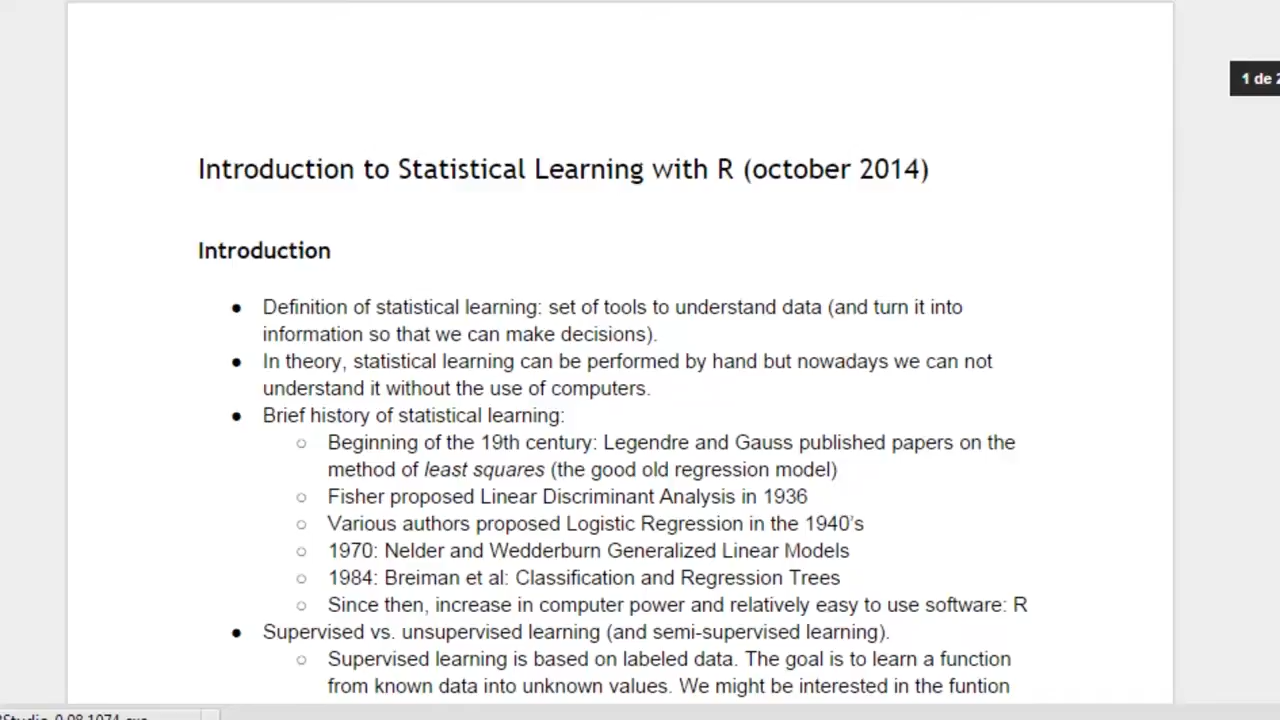 1 de 2
Introduction to Statistical Learning with R (october 2014)
Introduction
● Definition of statistical learning: set of tools to understand data (and turn it into
information so that we can make decisions).
● In theory, statistical learning can be performed by hand but nowadays we can not
understand it without the use of computers.
● Brief history of statistical learning:
○ Beginning of the 19th century: Legendre and Gauss published papers on the
method of least squares (the good old regression model)
○ Fisher proposed Linear Discriminant Analysis in 1936
○ Various authors proposed Logistic Regression in the 1940's
○ 1970: Nelder and Wedderburn Generalized Linear Models
○ 1984: Breiman et al: Classification and Regression Trees
○ Since then, increase in computer power and relatively easy to use software: R
● Supervised vs. unsupervised learning (and semi-supervised learning).
○ Supervised learning is based on labeled data. The goal is to learn a function
from known data into unknown values. We might be interested in the funtion